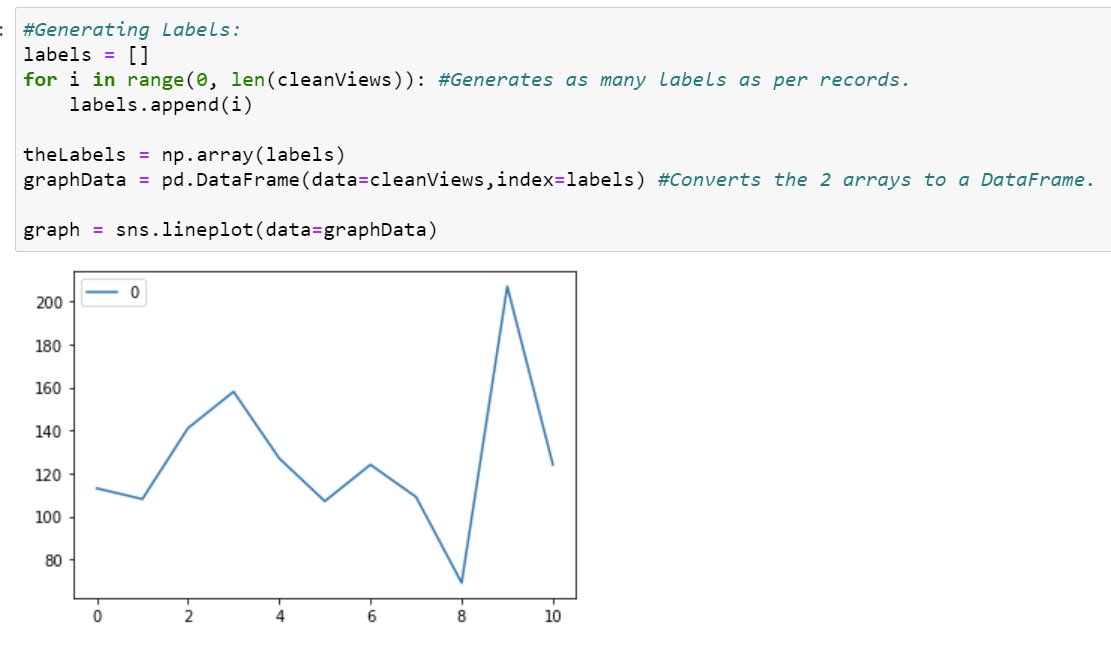 :
#Generating Labels:
labels = []
for i in range(0, len(cleanViews)): #Generates as many labels as per records.
    labels.append(i)
theLabels = np.array(labels)
graphData = pd.DataFrame(data=cleanViews,index=labels) #Converts the 2 arrays to a DataFrame.
graph = sns.lineplot(data=graphData)
0
200
180
160
140
120
100
80
0 2 4 6 8 10